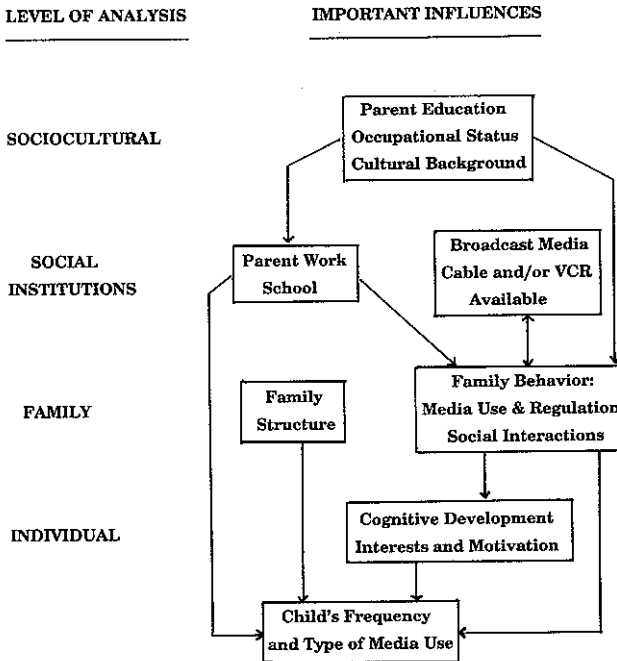 LEVEL OF ANALYSIS
IMPORTANT INFLUENCES
SOCIOCULTURAL
Parent Education
Occupational Status
Cultural Background
SOCIAL
INSTITUTIONS
Parent Work
School
Broadcast Media
Cable and/or VCR
Available
FAMILY
Family
Structure
Family Behavior:
Media Use & Regulation
Social Interactions
INDIVIDUAL
Cognitive Development
Interests and Motivation
Child's Frequency
and Type of Media Use